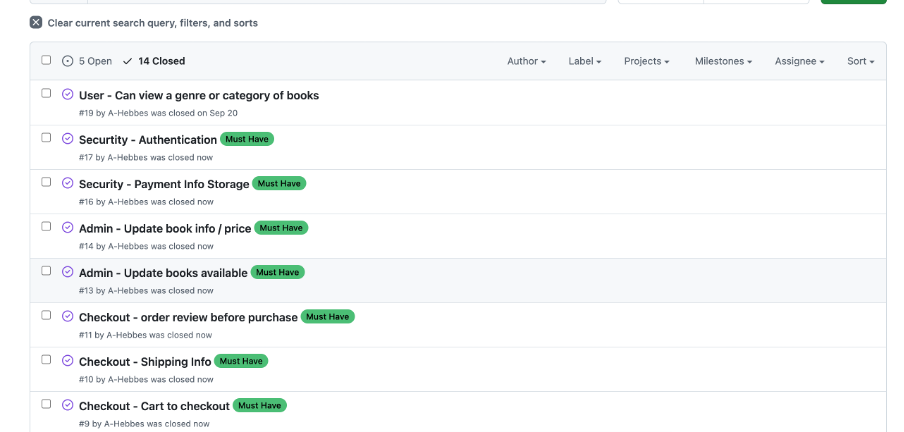 Clear current search query, filters, and sorts
5 Open 14 Closed Author Label Projects Milestones Assignee Sort
User - Can view a genre or category of books
#19 by A-Hebbes was closed on Sep 20
Securtity - Authentication Must Have
#17 by A-Hebbes was closed now
Security - Payment Info Storage Must Have
#16 by A-Hebbes was closed now
Admin - Update book info / price Must Have
#14 by A-Hebbes was closed now
Admin - Update books available Must Have
#13 by A-Hebbes was closed now
Checkout - order review before purchase Must Have
#11 by A-Hebbes was closed now
Checkout - Shipping Info Must Have
#10 by A-Hebbes was closed now
Checkout - Cart to checkout Must Have
#9 by A-Hebbes was closed now